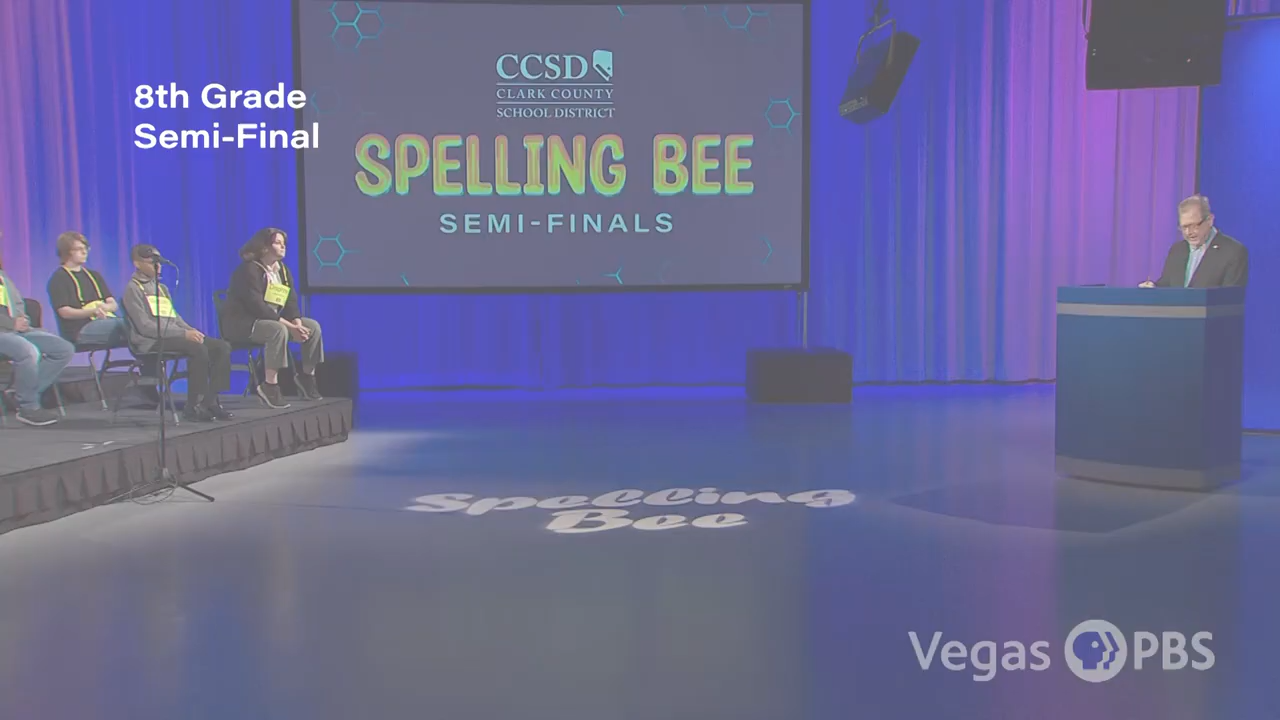 8th Grade
Semi-Final
CCSD
CLARK COUNTY
SCHOOL DISTRICT
SPELLING BEE
SEMI-FINALS
Spelling
Bee
Vegas PBS